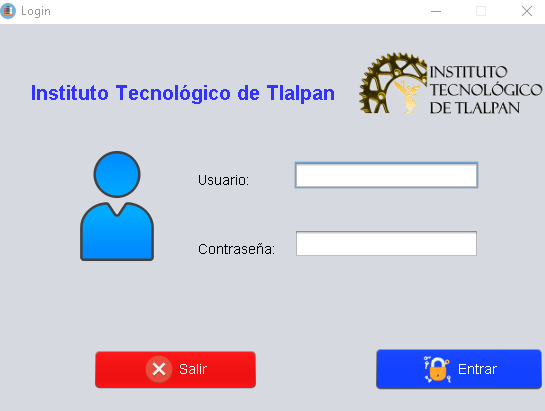 Login
Instituto Tecnológico de Tlalpan
INSTITUTO
TECNOLÓGICO
DE TLALPAN
Usuario:
Contraseña:
Salir
Entrar